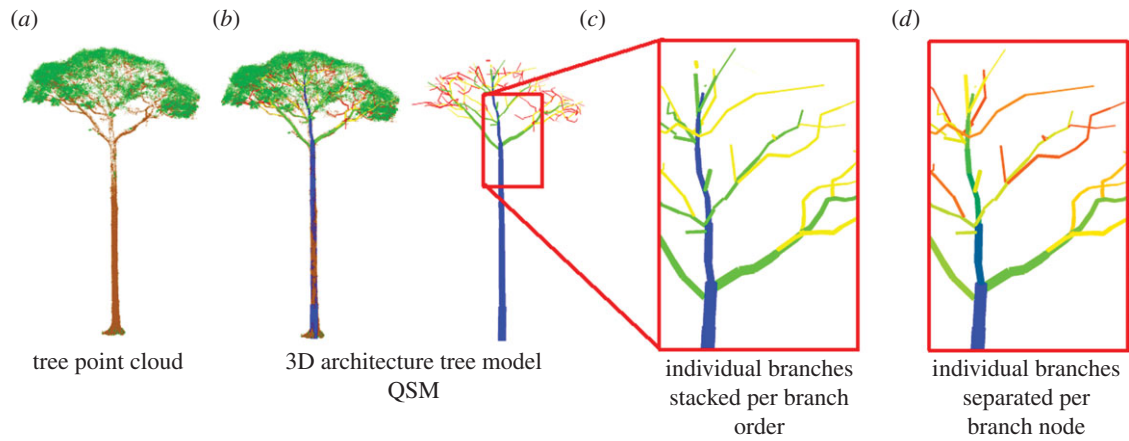 (a)
(b)
(c)
(d)
tree point cloud
3D architecture tree model
QSM
individual branches
stacked per branch
order
individual branches
separated per
branch node